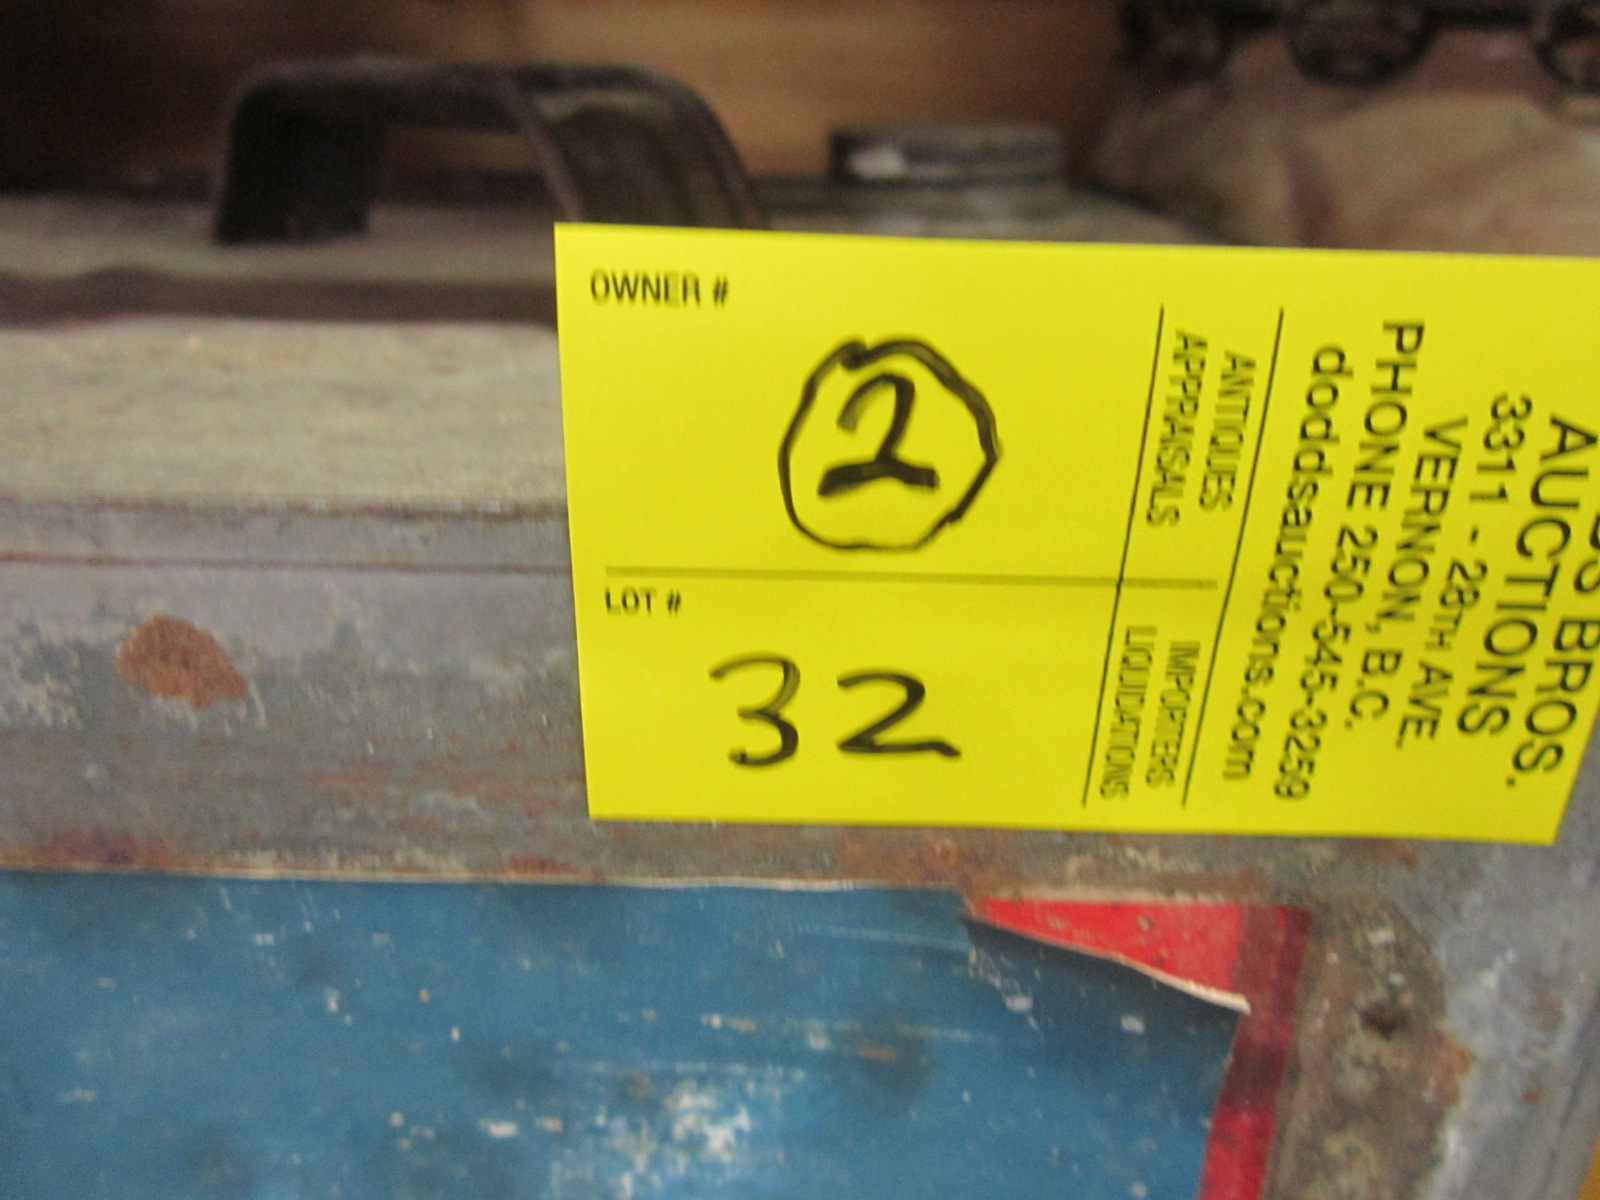 OWNER #
2
LOT #
32
ANTIQUES
APPRAISALS
IMPORTERS
LIQUIDATIONS
BROS.
AUCTIONS
3311 - 28TH AVE.
VERNON, B.C.
PHONE 250-545-3259
doddsauctions.com